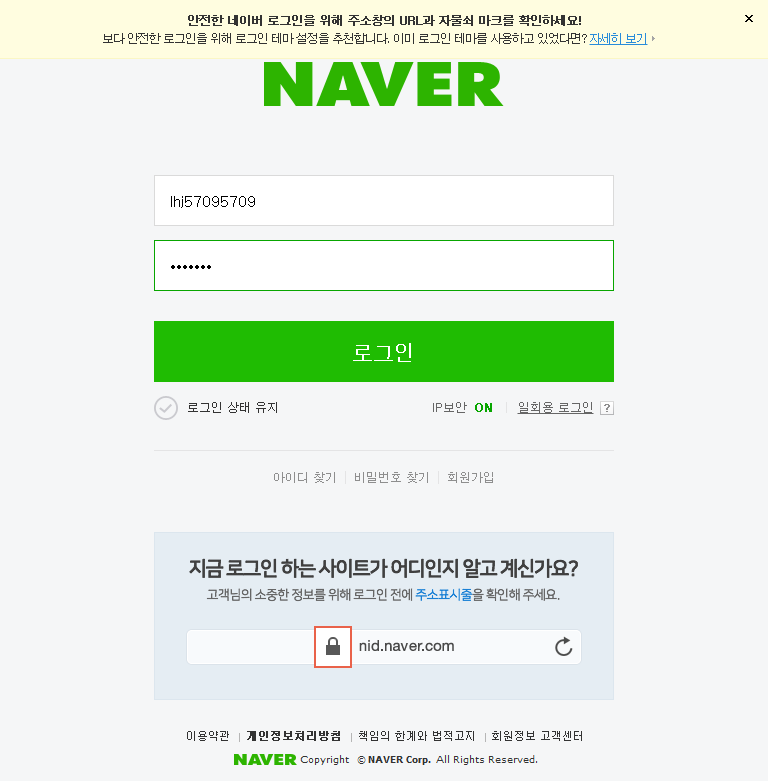 안전한 네이버 로그인을 위해 주소창의 URL과 자물쇠 마크를 확인하세요!
보다 안전한 로그인을 위해 로그인 테마 설정을 추천합니다. 이미 로그인 테마를 사용하고 있었다면? 자세히 보기
NAVER
lhj57095709
•••••••
로그인
로그인 상태 유지 IP보안 ON 일회용 로그인 ?
아이디 찾기 비밀번호 찾기 회원가입
지금 로그인 하는 사이트가 어디인지 알고 계신가요?
고객님의 소중한 정보를 위해 로그인 전에 주소표시줄을 확인해 주세요.
nid.naver.com
이용약관 개인정보처리방침 책임의 한계와 법적고지 회원정보 고객센터
NAVER Copyright © NAVER Corp. All Rights Reserved.